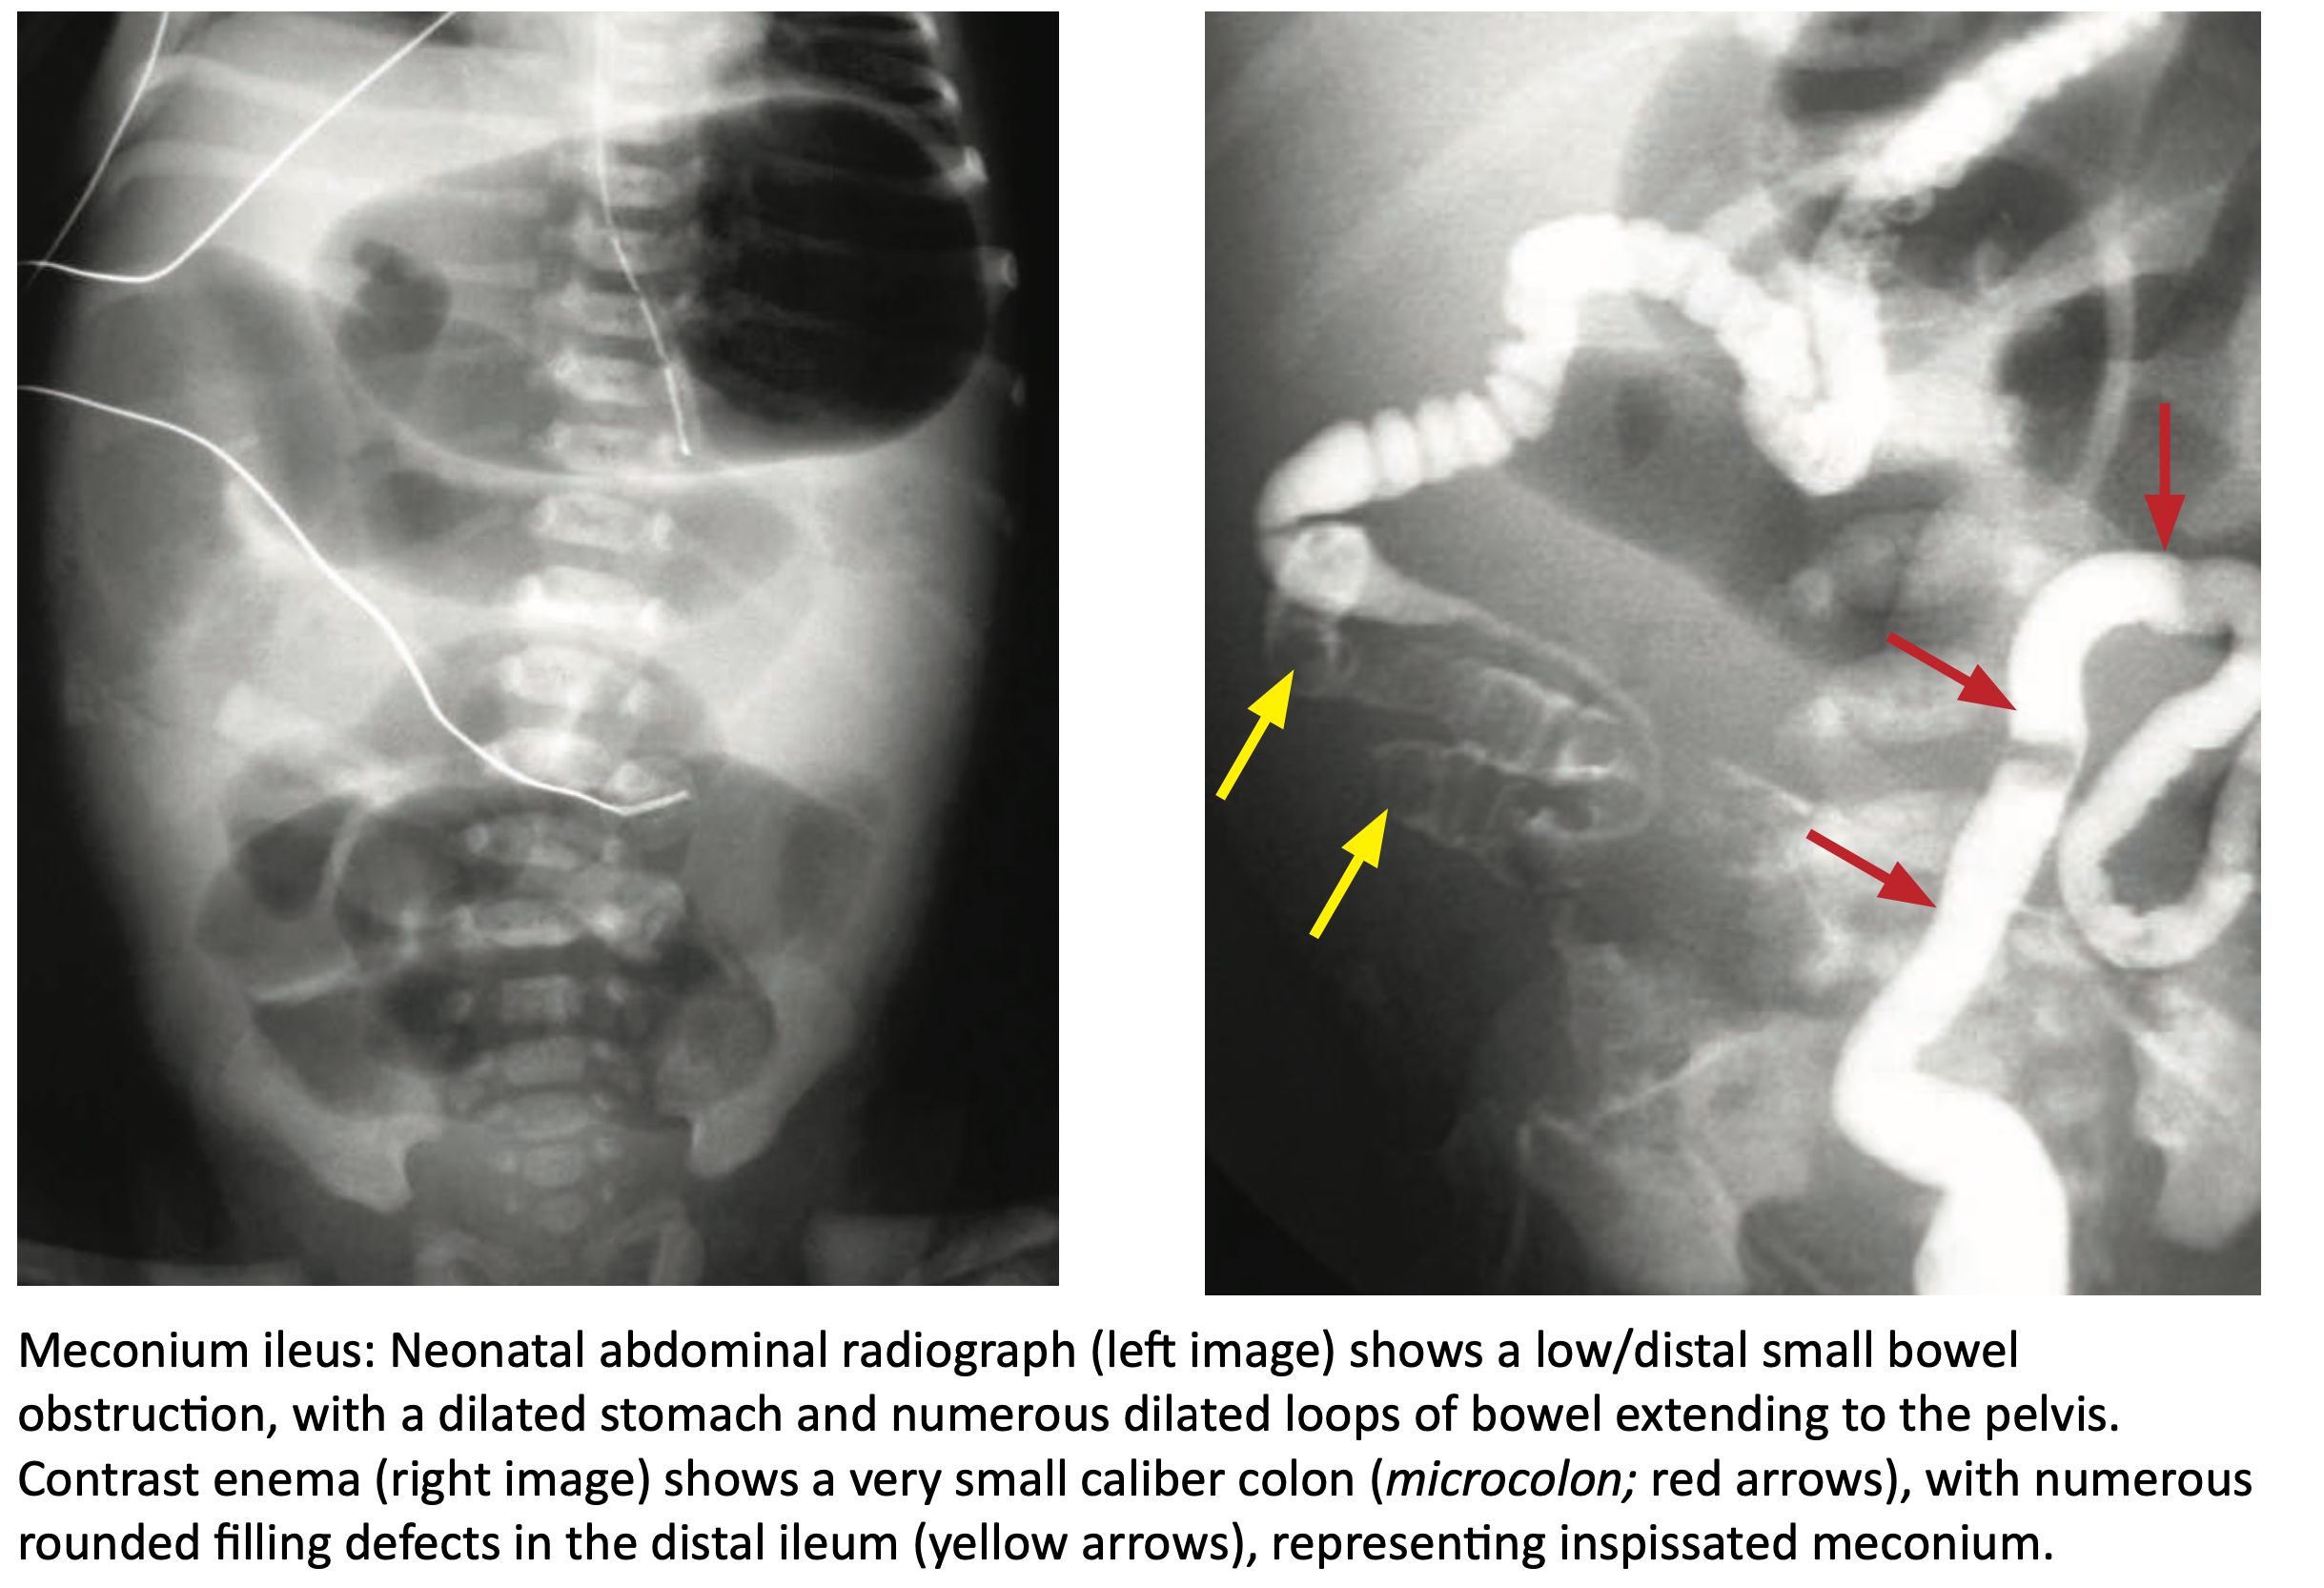 Meconium ileus: Neonatal abdominal radiograph (left image) shows a low/distal small bowel
obstruction, with a dilated stomach and numerous dilated loops of bowel extending to the pelvis.
Contrast enema (right image) shows a very small caliber colon (microcolon; red arrows), with numerous
rounded filling defects in the distal ileum (yellow arrows), representing inspissated meconium.